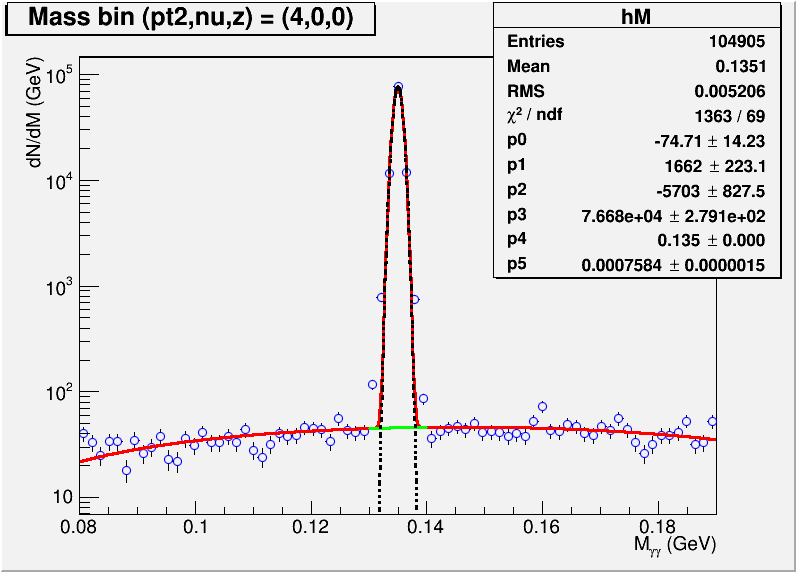 Mass bin (pt2,nu,z) = (4,0,0)
hM
Entries 104905
Mean 0.1351
RMS 0.005206
χ² / ndf 1363 / 69
p0 -74.71 ± 14.23
p1 1662 ± 223.1
p2 -5703 ± 827.5
p3 7.668e+04 ± 2.791e+02
p4 0.135 ± 0.000
p5 0.0007584 ± 0.0000015
dN/dM (GeV)
10⁵
10⁴
10³
10²
10
0.08 0.1 0.12 0.14 0.16 0.18
Mγγ (GeV)